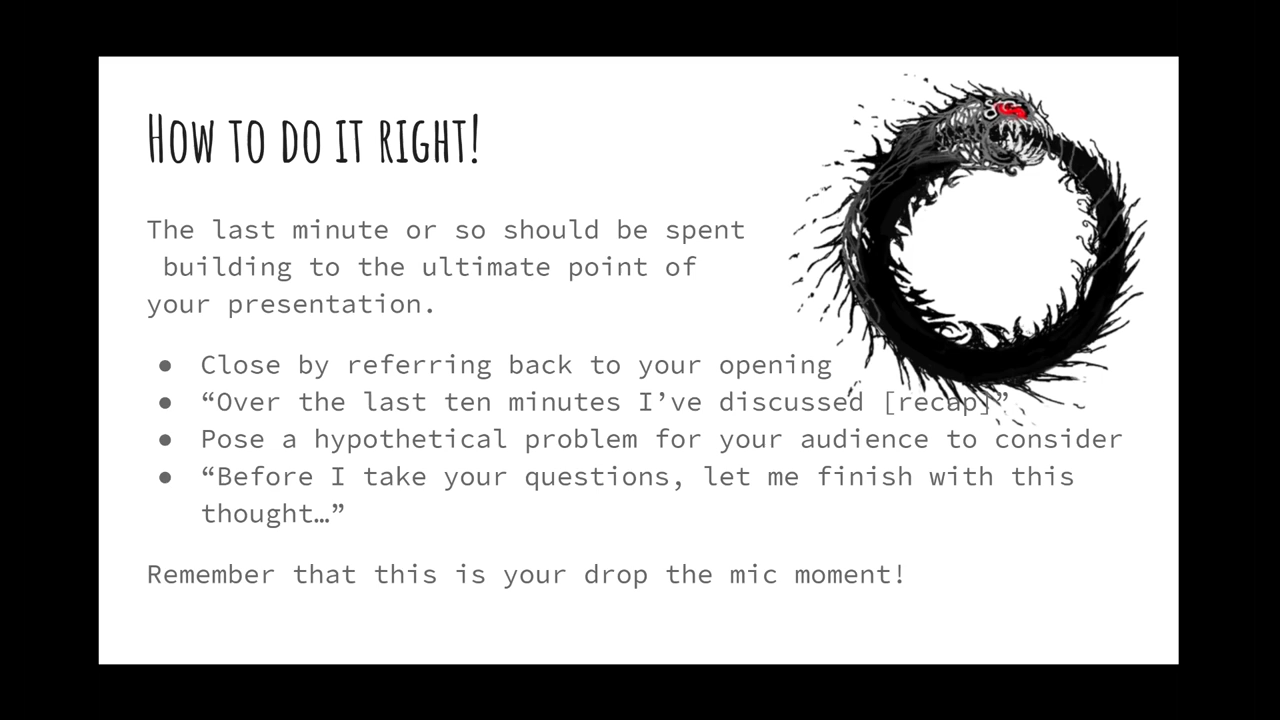 How to do it right!
The last minute or so should be spent
building to the ultimate point of
your presentation.
● Close by referring back to your opening
● “Over the last ten minutes I’ve discussed [recap]”
● Pose a hypothetical problem for your audience to consider
● “Before I take your questions, let me finish with this
thought…”
Remember that this is your drop the mic moment!